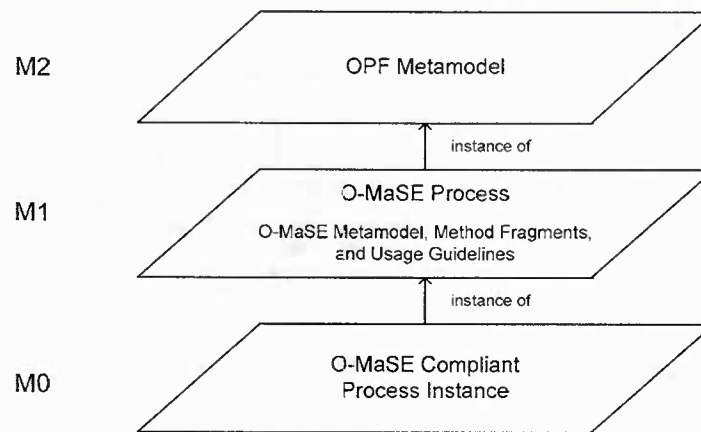 M2
OPF Metamodel
instance of
M1
O-MaSE Process
O-MaSE Metamodel, Method Fragments,
and Usage Guidelines
instance of
M0
O-MaSE Compliant
Process Instance